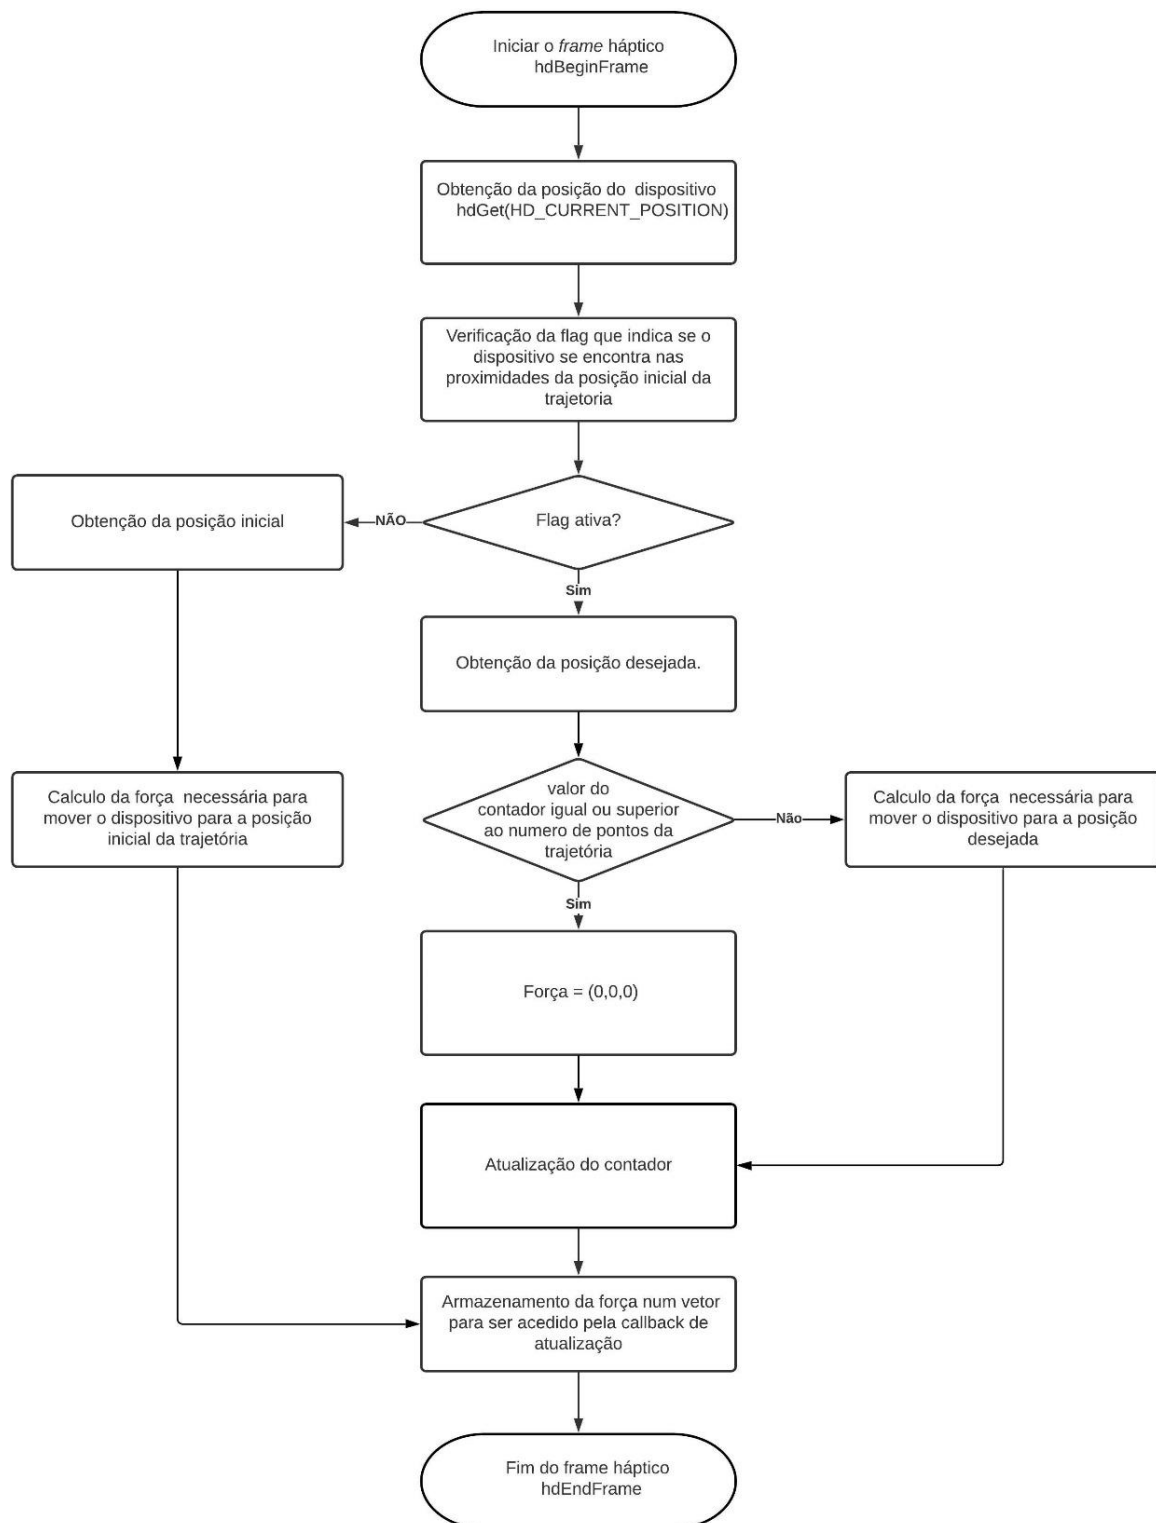 Iniciar o frame háptico
hdBeginFrame
Obtenção da posição do dispositivo
hdGet(HD_CURRENT_POSITION)
Verificação da flag que indica se o
dispositivo se encontra nas
proximidades da posição inicial da
trajetoria
Obtenção da posição inicial
NÃO
Flag ativa?
Sim
Obtenção da posição desejada.
Calculo da força necessária para
mover o dispositivo para a posição
inicial da trajetória
valor do
contador igual ou superior
ao numero de pontos da
trajetória
Não
Calculo da força necessária para
mover o dispositivo para a posição
desejada
Sim
Força = (0,0,0)
Atualização do contador
Armazenamento da força num vetor
para ser acedido pela callback de
atualização
Fim do frame háptico
hdEndFrame